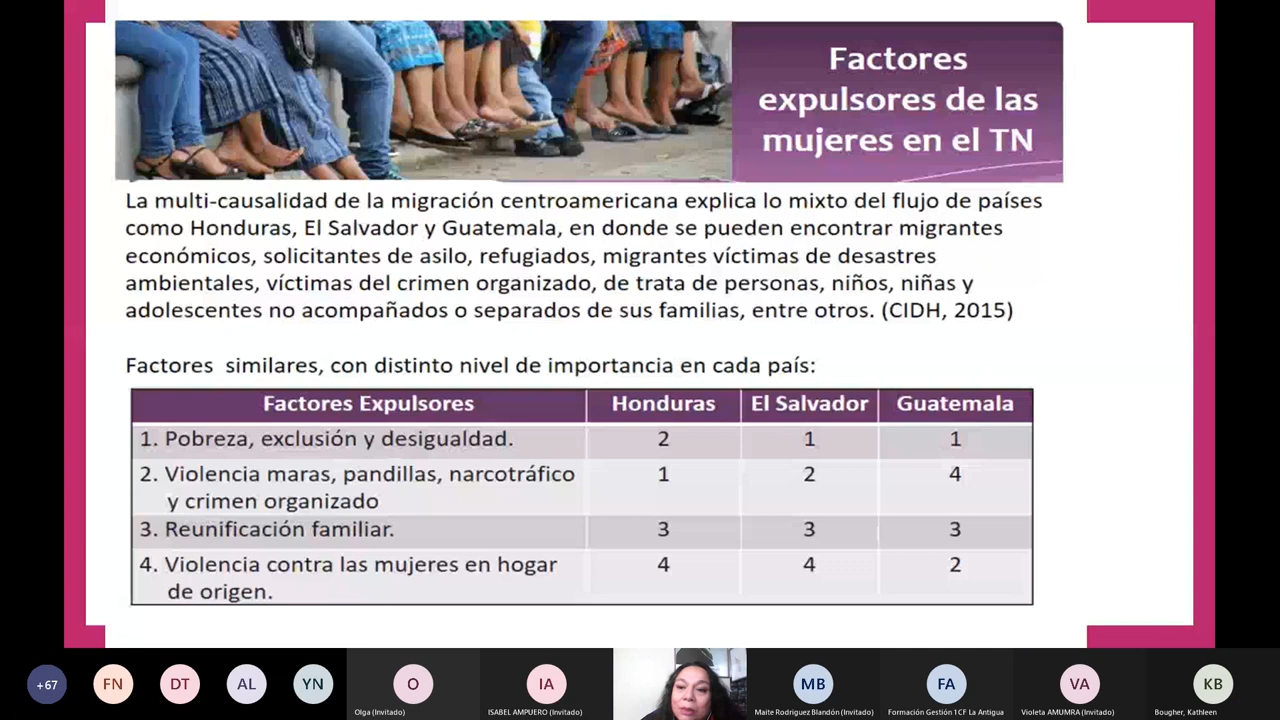 Factores
expulsores de las
mujeres en el TN
La multi-causalidad de la migración centroamericana explica lo mixto del flujo de países
como Honduras, El Salvador y Guatemala, en donde se pueden encontrar migrantes
económicos, solicitantes de asilo, refugiados, migrantes víctimas de desastres
ambientales, víctimas del crimen organizado, de trata de personas, niños, niñas y
adolescentes no acompañados o separados de sus familias, entre otros. (CIDH, 2015)
Factores similares, con distinto nivel de importancia en cada país:
Factores Expulsores Honduras El Salvador Guatemala
1. Pobreza, exclusión y desigualdad. 2 1 1
2. Violencia maras, pandillas, narcotráfico 1 2 4
y crimen organizado
3. Reunificación familiar. 3 3 3
4. Violencia contra las mujeres en hogar 4 4 2
de origen.
+67 FN DT AL YN O IA MB FA VA KB
Olga (Invitado) ISABEL AMPUERO (Invitado) Maite Rodriguez Blandón (Invitado) Formación Gestión 1CF La Antigua Violeta AMUMRA (Invitado) Bougher, Kathleen